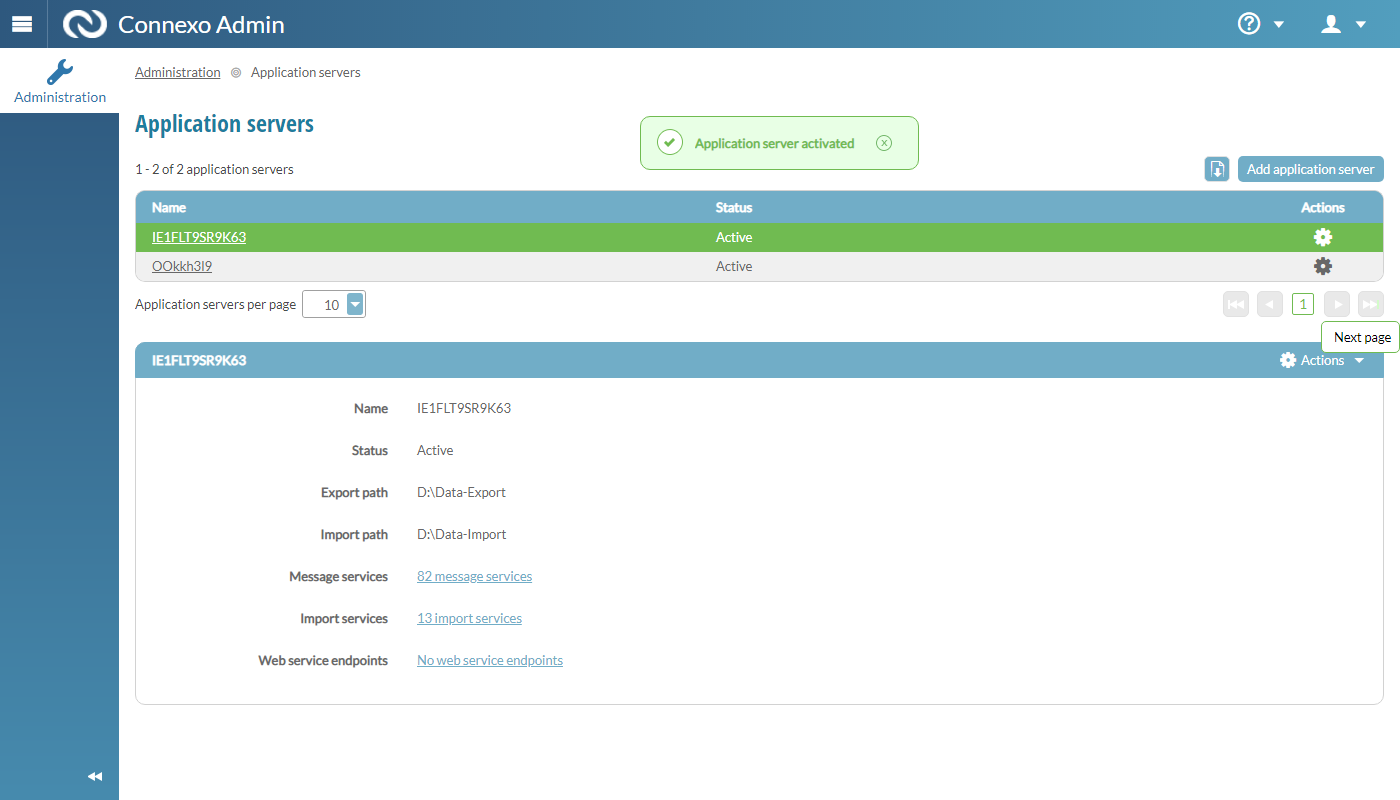 Connexo Admin
Administration
Administration Application servers
Application servers
Application server activated
1 - 2 of 2 application servers
Add application server
Name Status Actions
IE1FLT9SR9K63 Active
OOkkh3I9 Active
Application servers per page 10
1
Next page
IE1FLT9SR9K63 Actions
Name IE1FLT9SR9K63
Status Active
Export path D:\Data-Export
Import path D:\Data-Import
Message services 82 message services
Import services 13 import services
Web service endpoints No web service endpoints